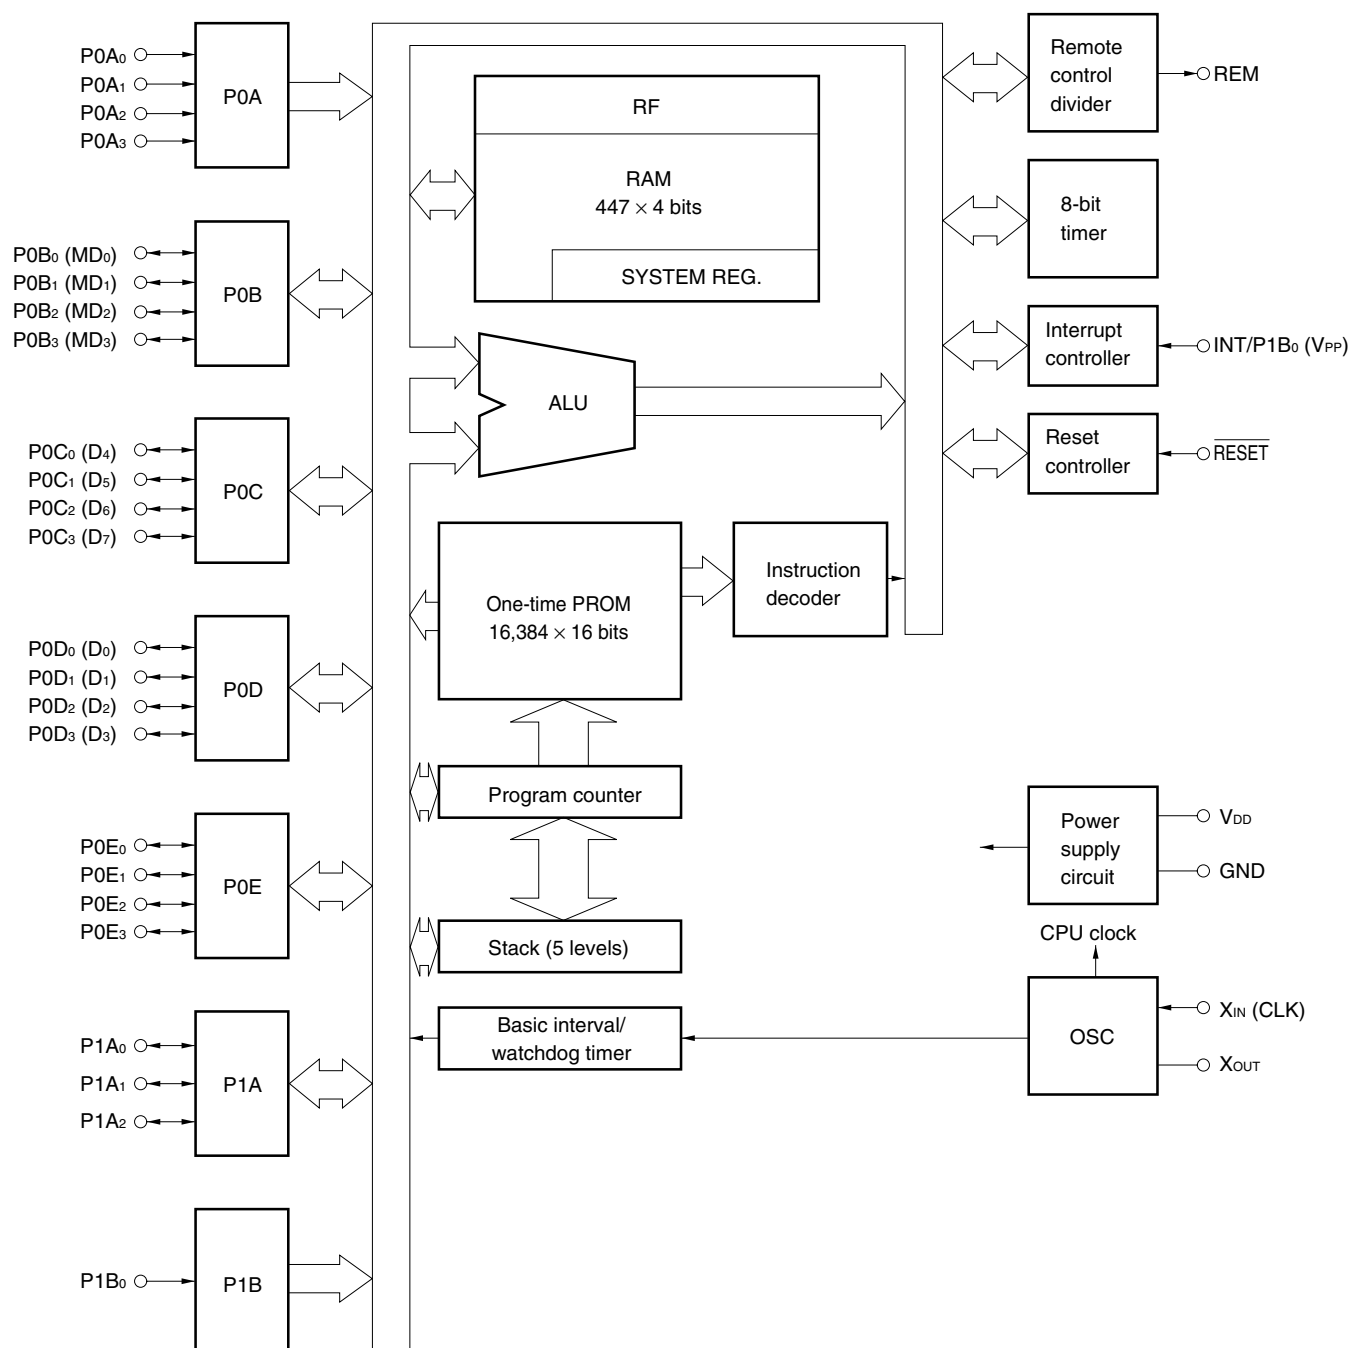 P0A0
P0A1
P0A2
P0A3
P0A
P0B0 (MD0)
P0B1 (MD1)
P0B2 (MD2)
P0B3 (MD3)
P0B
P0C0 (D4)
P0C1 (D5)
P0C2 (D6)
P0C3 (D7)
P0C
P0D0 (D0)
P0D1 (D1)
P0D2 (D2)
P0D3 (D3)
P0D
P0E0
P0E1
P0E2
P0E3
P0E
P1A0
P1A1
P1A2
P1A
P1B0
P1B
RF
RAM
447 × 4 bits
SYSTEM REG.
ALU
One-time PROM
16,384 × 16 bits
Instruction
decoder
Program counter
Stack (5 levels)
Basic interval/
watchdog timer
Remote
control
divider
REM
8-bit
timer
Interrupt
controller
INT/P1B0 (VPP)
Reset
controller
RESET
Power
supply
circuit
VDD
GND
CPU clock
OSC
XIN (CLK)
XOUT